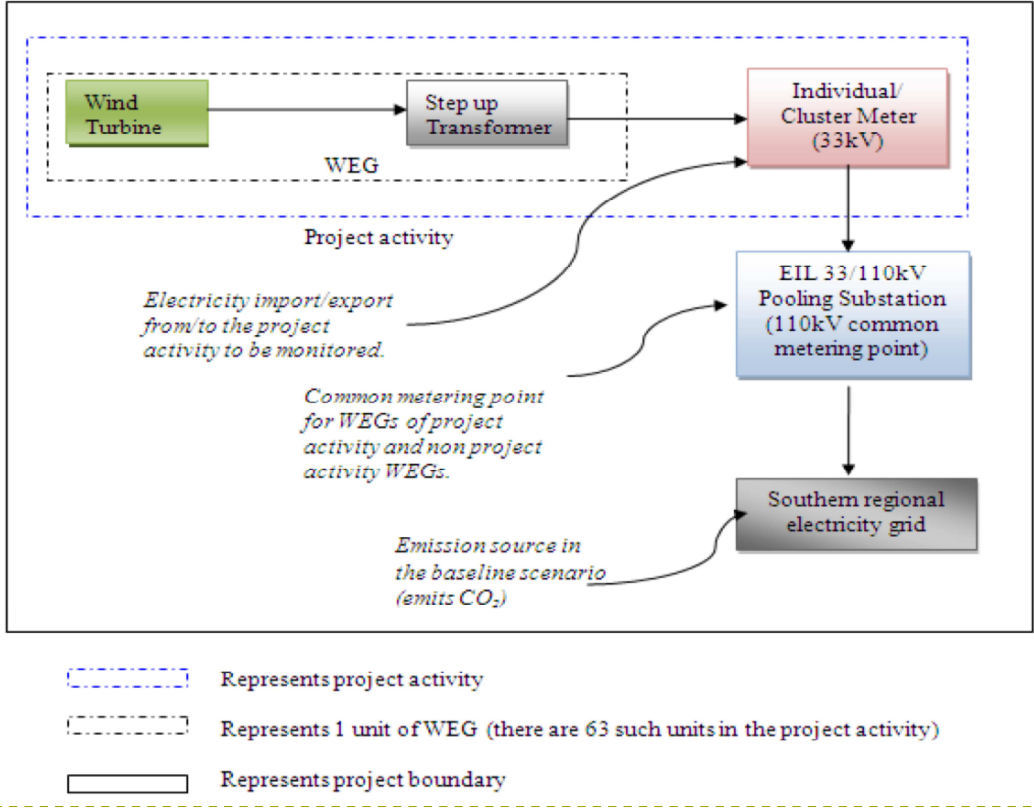 Wind
Turbine
Step up
Transformer
WEG
Individual/
Cluster Meter
(33kV)
Project activity
Electricity import/export
from/to the project
activity to be monitored.
EIL 33/110kV
Pooling Substation
(110kV common
metering point)
Common metering point
for WEGs of project
activity and non project
activity WEGs.
Southern regional
electricity grid
Emission source in
the baseline scenario
(emits CO₂)
Represents project activity
Represents 1 unit of WEG (there are 63 such units in the project activity)
Represents project boundary